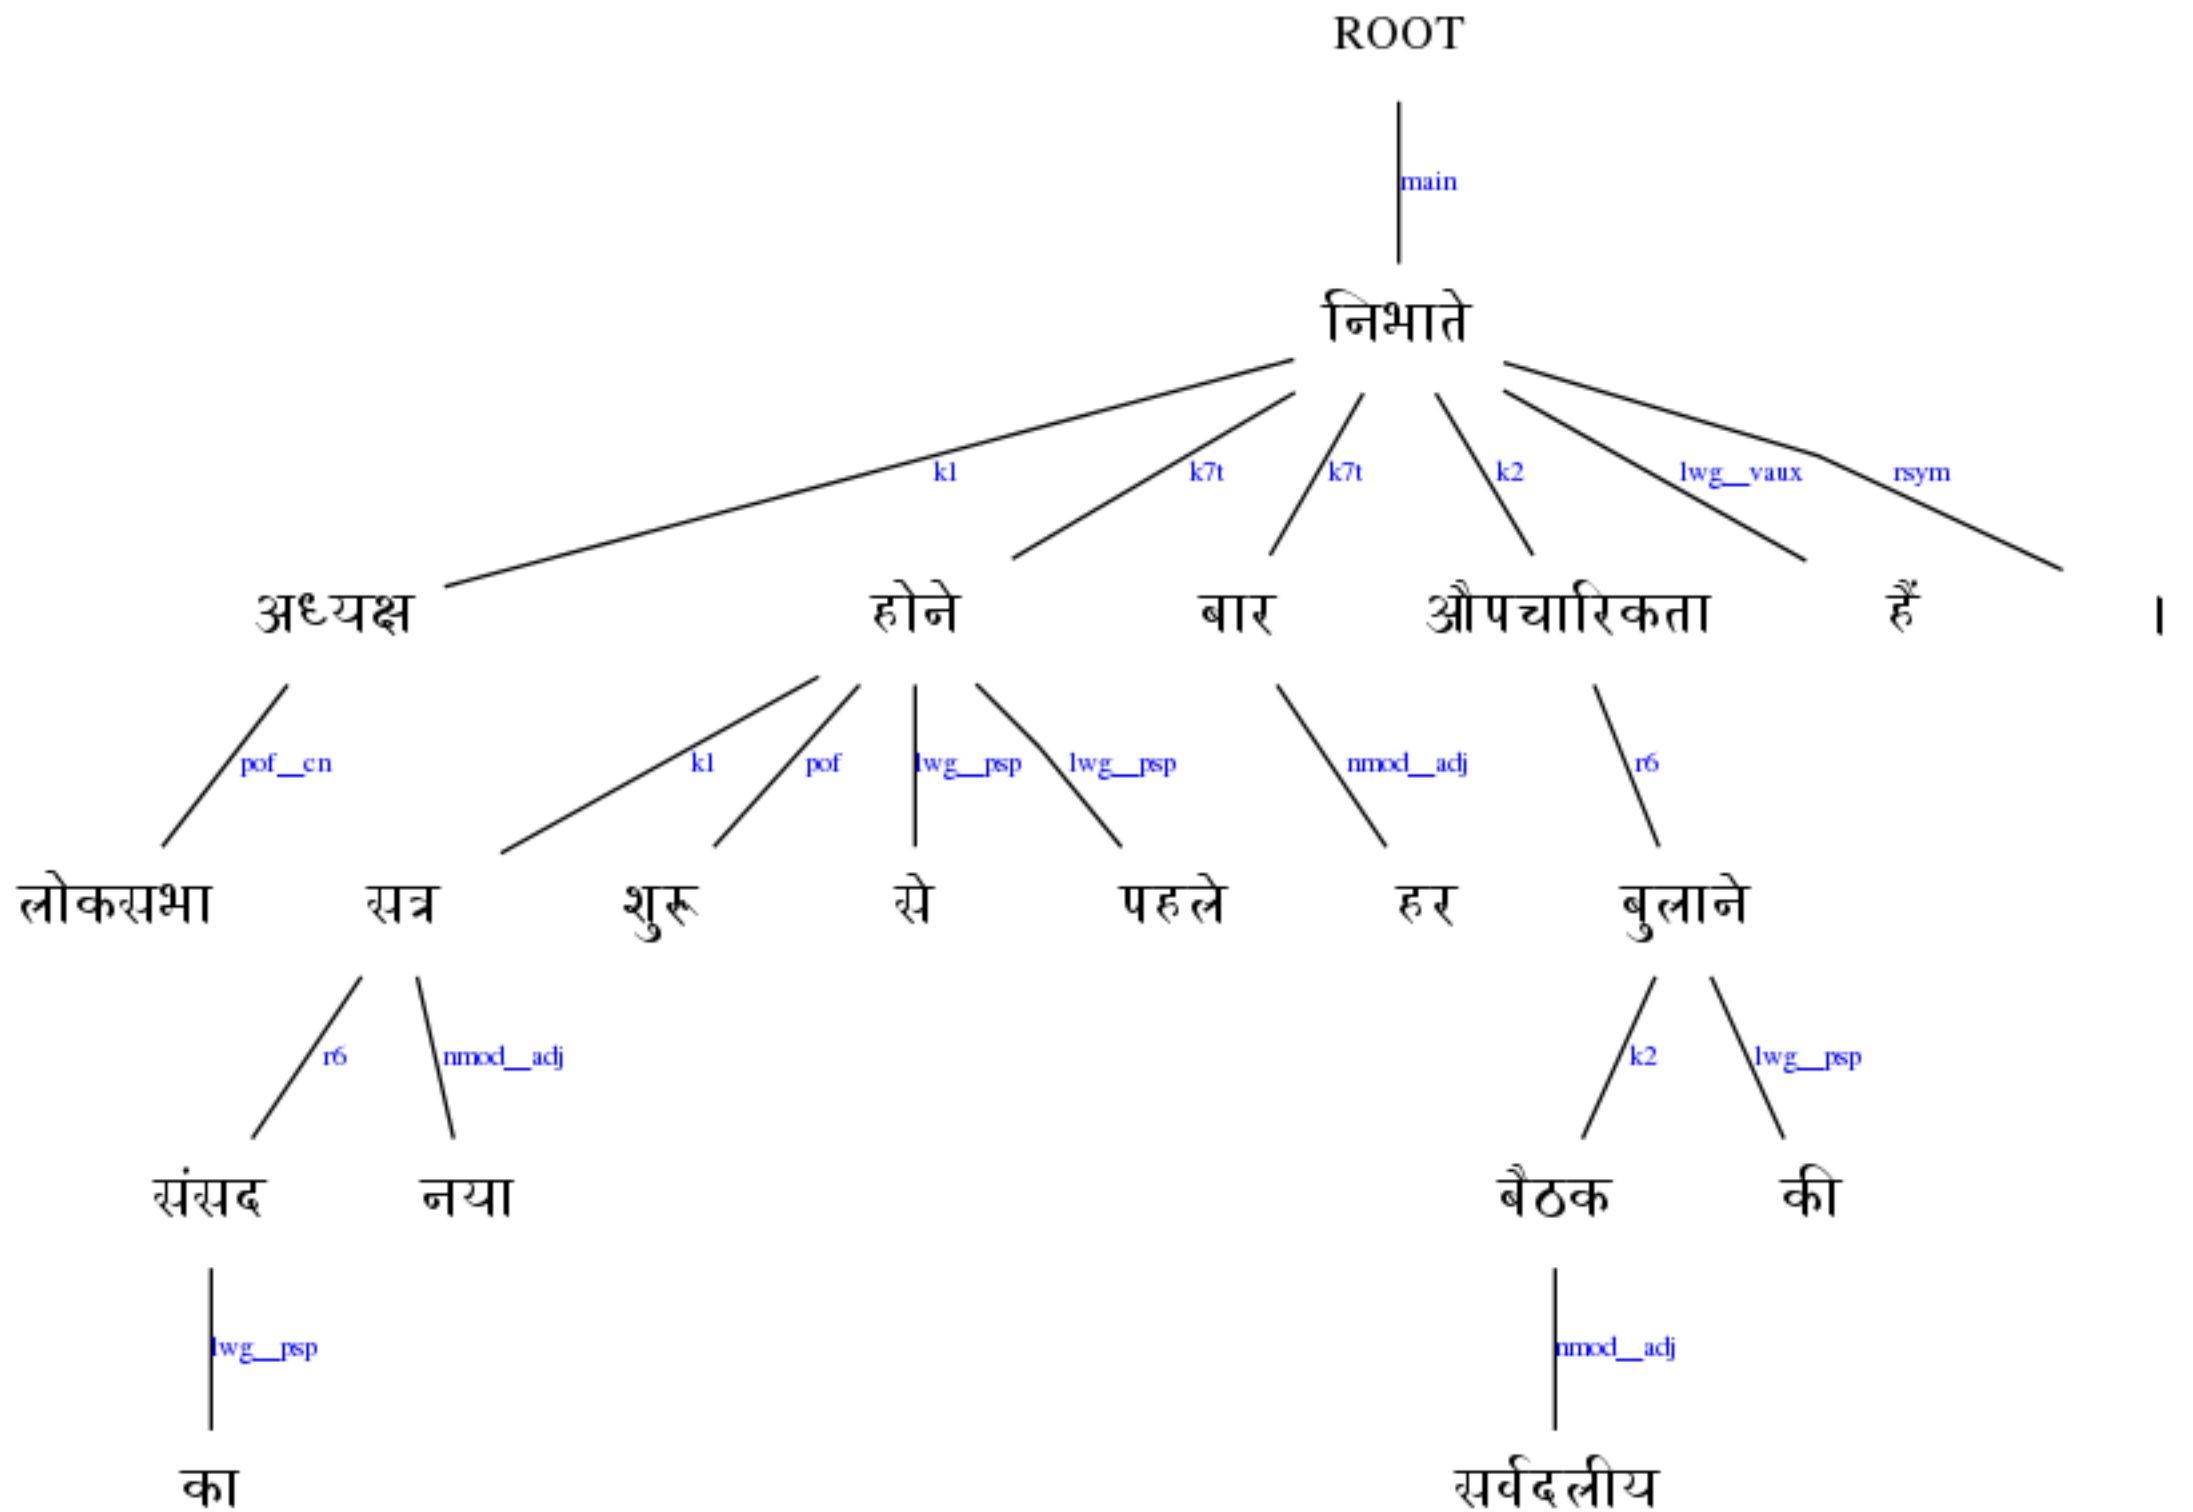 ROOT
main
निभाते
k1 k7t k7t k2 lwg__vaux rsym
अध्यक्ष होने बार औपचारिकता हैं ।
pof__cn k1 pof lwg__psp lwg__psp nmod__adj r6
लोकसभा सत्र शुरू से पहले हर बुलाने
r6 nmod__adj k2 lwg__psp
संसद नया बैठक की
lwg__psp nmod__adj
का सर्वदलीय